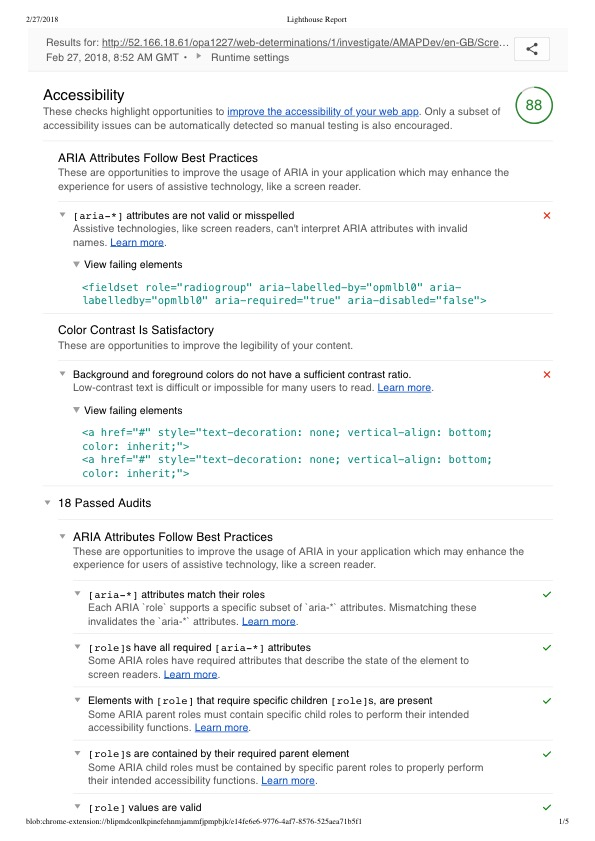 2/27/2018 Lighthouse Report
Results for: http://52.166.18.61/opa1227/web-determinations/1/investigate/AMAPDev/en-GB/Scre…
Feb 27, 2018, 8:52 AM GMT • Runtime settings
Accessibility
88
These checks highlight opportunities to improve the accessibility of your web app. Only a subset of
accessibility issues can be automatically detected so manual testing is also encouraged.
ARIA Attributes Follow Best Practices
These are opportunities to improve the usage of ARIA in your application which may enhance the
experience for users of assistive technology, like a screen reader.
[aria-*] attributes are not valid or misspelled
Assistive technologies, like screen readers, can't interpret ARIA attributes with invalid
names. Learn more.
View failing elements
<fieldset role="radiogroup" aria-labelled-by="opmlbl0" aria-
labelledby="opmlbl0" aria-required="true" aria-disabled="false">
Color Contrast Is Satisfactory
These are opportunities to improve the legibility of your content.
Background and foreground colors do not have a sufficient contrast ratio.
Low-contrast text is difficult or impossible for many users to read. Learn more.
View failing elements
<a href="#" style="text-decoration: none; vertical-align: bottom;
color: inherit;">
<a href="#" style="text-decoration: none; vertical-align: bottom;
color: inherit;">
18 Passed Audits
ARIA Attributes Follow Best Practices
These are opportunities to improve the usage of ARIA in your application which may enhance the
experience for users of assistive technology, like a screen reader.
[aria-*] attributes match their roles
Each ARIA `role` supports a specific subset of `aria-*` attributes. Mismatching these
invalidates the `aria-*` attributes. Learn more.
[role]s have all required [aria-*] attributes
Some ARIA roles have required attributes that describe the state of the element to
screen readers. Learn more.
Elements with [role] that require specific children [role]s, are present
Some ARIA parent roles must contain specific child roles to perform their intended
accessibility functions. Learn more.
[role]s are contained by their required parent element
Some ARIA child roles must be contained by specific parent roles to properly perform
their intended accessibility functions. Learn more.
[role] values are valid
blob:chrome-extension://blipmdconlkpinefehnmjammfjpmpbjk/e14fe6e6-9776-4af7-8576-525aea71b5f1 1/5